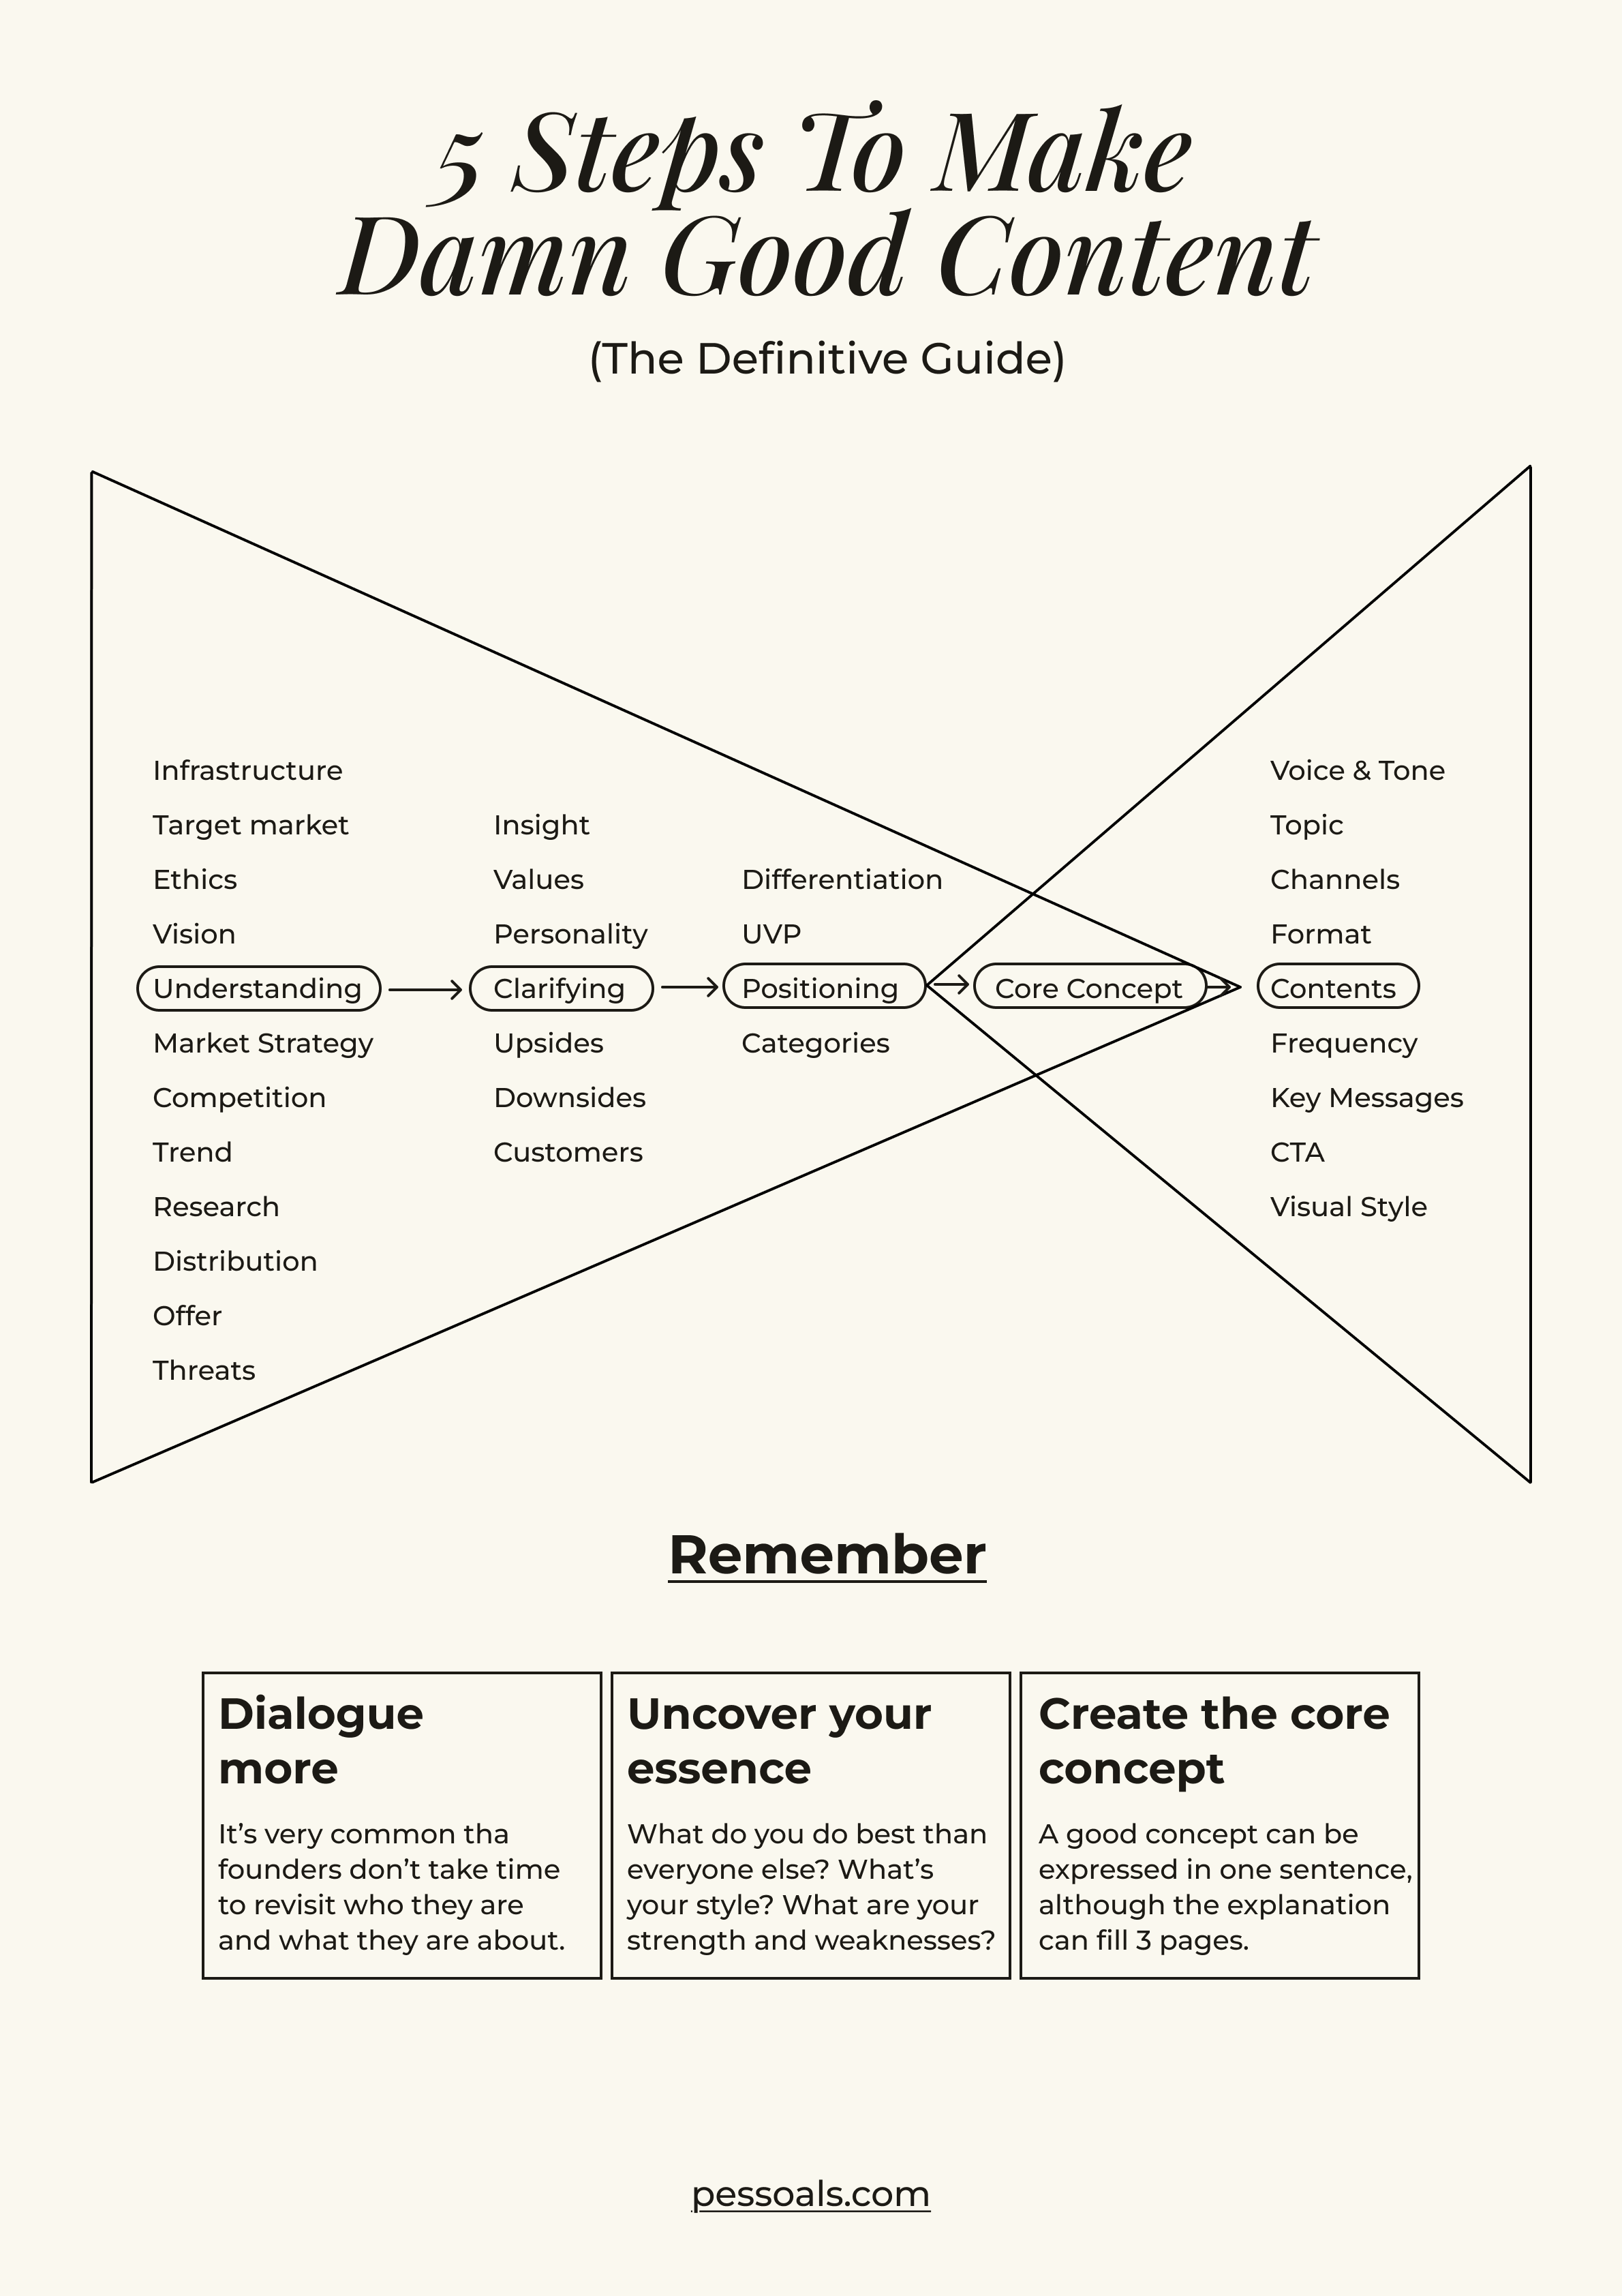 5 Steps To Make
Damn Good Content
(The Definitive Guide)
Infrastructure
Target market
Ethics
Vision
Understanding
Market Strategy
Competition
Trend
Research
Distribution
Offer
Threats
Insight
Values
Personality
Clarifying
Upsides
Downsides
Customers
Differentiation
UVP
Positioning
Categories
Core Concept
Voice & Tone
Topic
Channels
Format
Contents
Frequency
Key Messages
CTA
Visual Style
Remember
Dialogue
more
It’s very common tha
founders don’t take time
to revisit who they are
and what they are about.
Uncover your
essence
What do you do best than
everyone else? What’s
your style? What are your
strength and weaknesses?
Create the core
concept
A good concept can be
expressed in one sentence,
although the explanation
can fill 3 pages.
pessoals.com